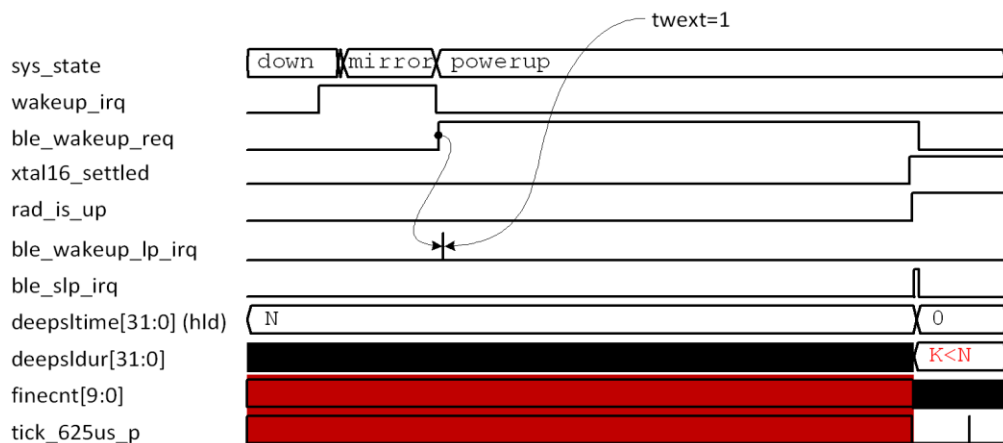 twext=1
sys_state down mirror powerup
wakeup_irq
ble_wakeup_req
xtal16_settled
rad_is_up
ble_wakeup_lp_irq
ble_slp_irq
deepsltime[31:0] (hld) N 0
deepsldur[31:0] K<N
finecnt[9:0]
tick_625us_p